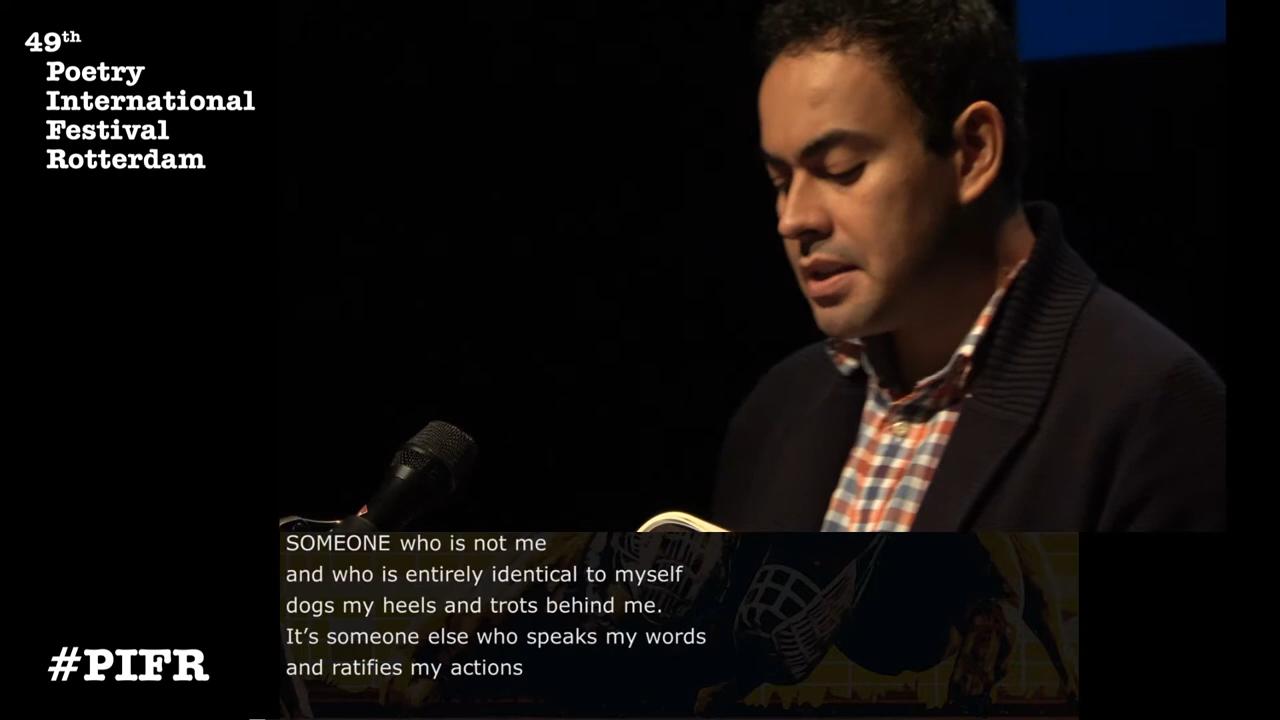 49th
Poetry
International
Festival
Rotterdam
SOMEONE who is not me
and who is entirely identical to myself
dogs my heels and trots behind me.
It’s someone else who speaks my words
and ratifies my actions
#PIFR